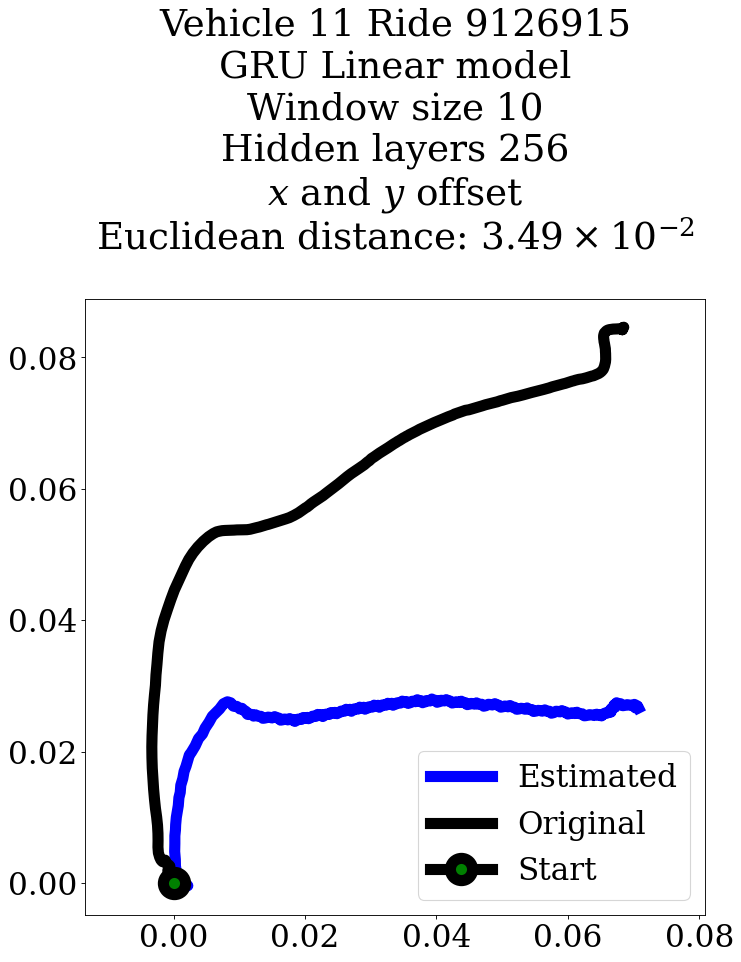 Vehicle 11 Ride 9126915
GRU Linear model
Window size 10
Hidden layers 256
x and y offset
Euclidean distance: 3.49 × 10⁻²
0.08
0.06
0.04
0.02
0.00
Estimated
Original
Start
0.00 0.02 0.04 0.06 0.08